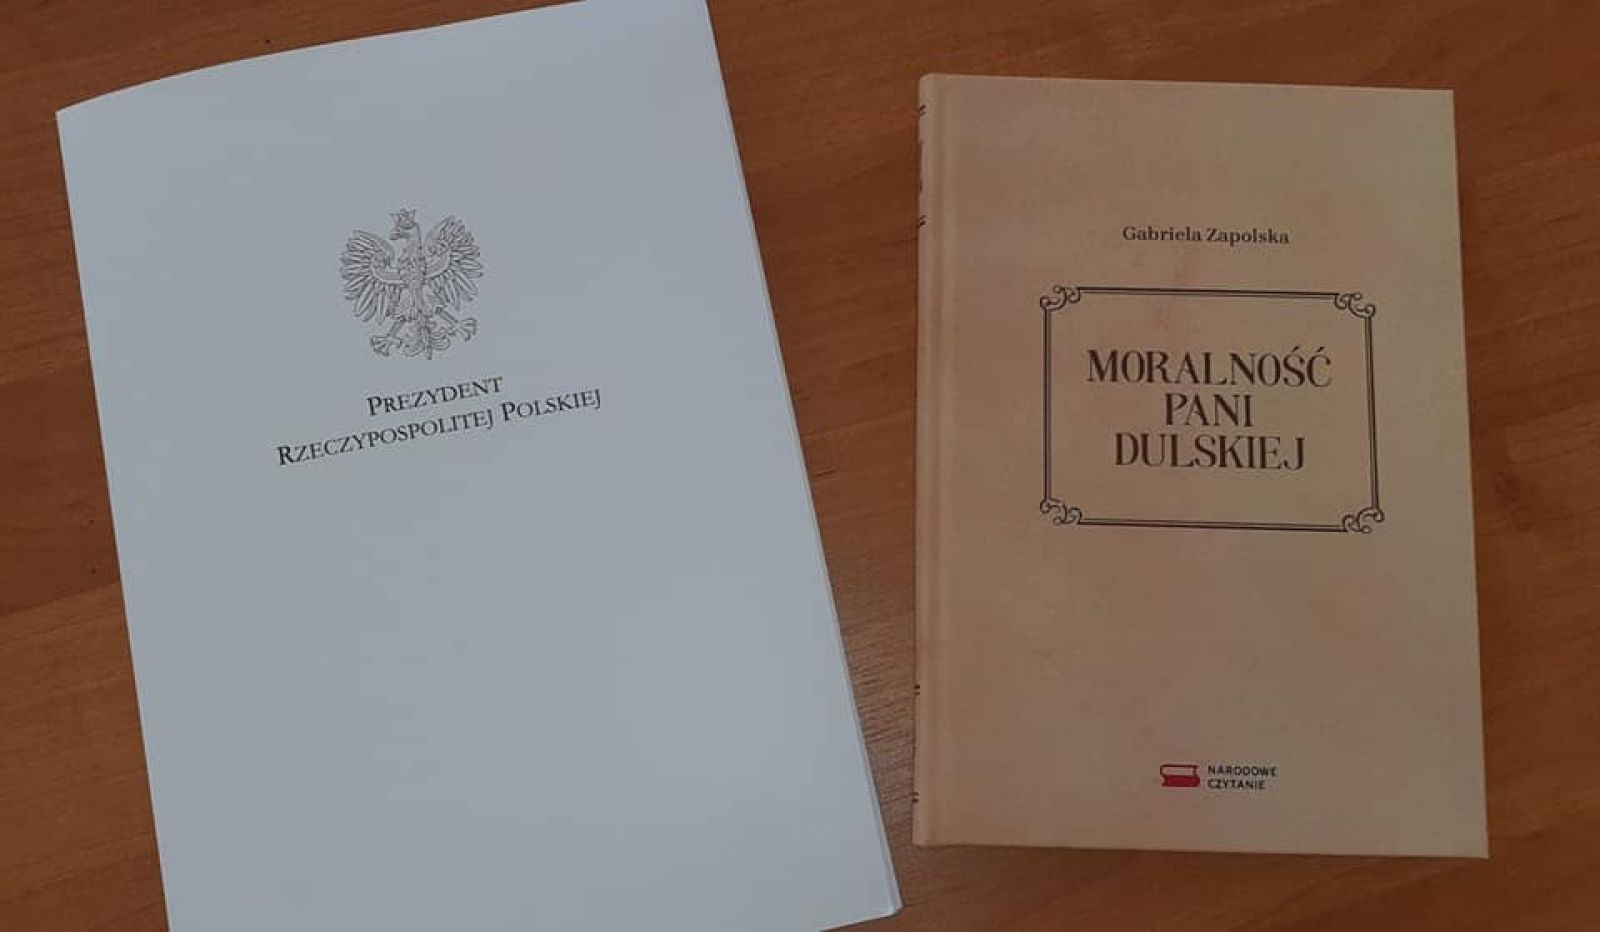 Prezydent
Rzeczypospolitej Polskiej
Gabriela Zapolska
MORALNOŚĆ
PANI
DULSKIEJ
NARODOWE
CZYTANIE